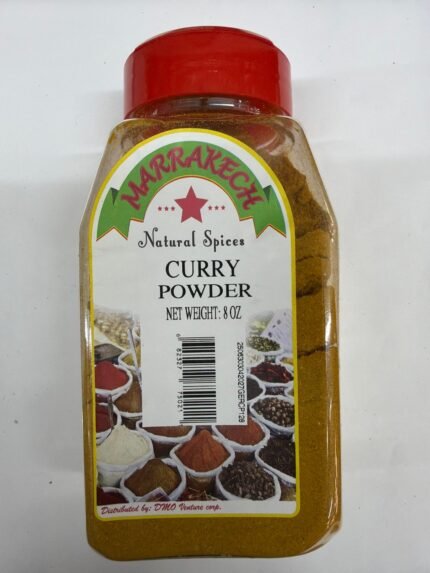 MARRAKECH
Natural Spices
CURRY
POWDER
NET WEIGHT: 8 OZ
Distributed by: DMO Venture corp.